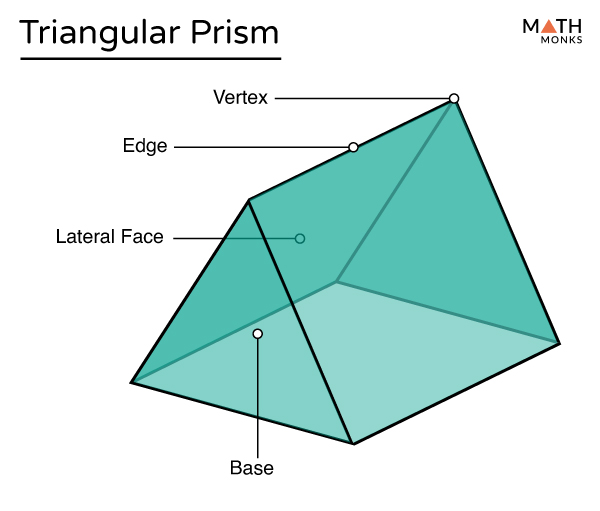 Triangular Prism
MATH
MONKS
Vertex
Edge
Lateral Face
Base